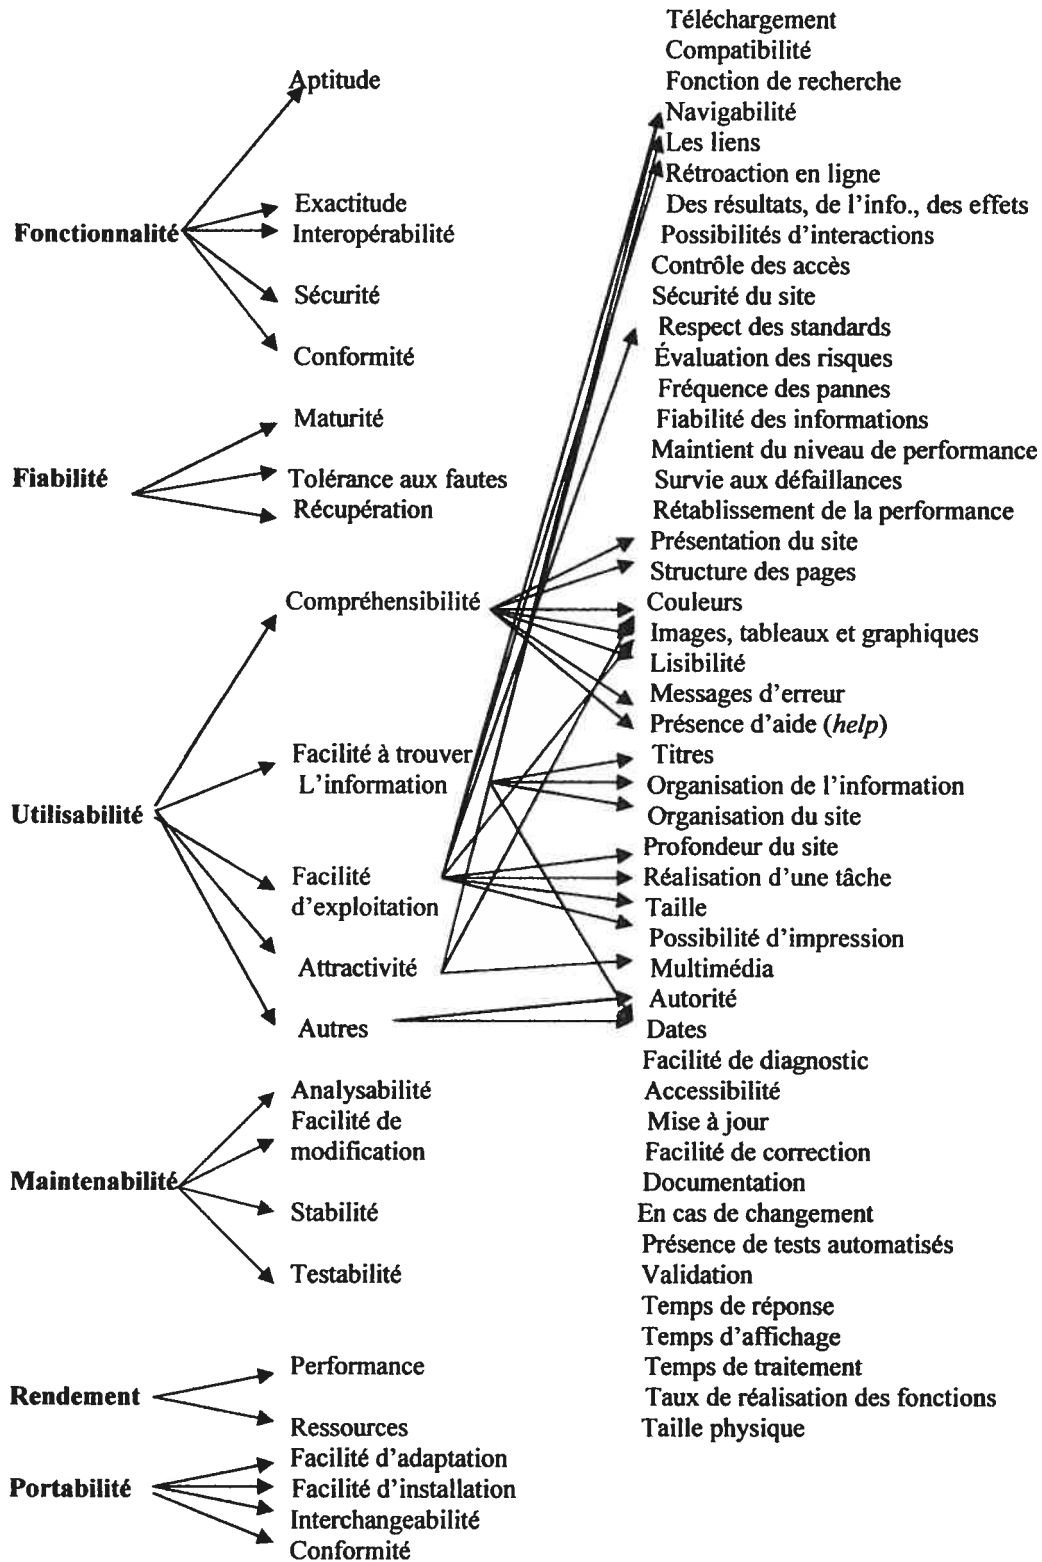 Téléchargement
Compatibilité
Aptitude
Fonction de recherche
Navigabilité
Les liens
Rétroaction en ligne
Exactitude
Des résultats, de l'info., des effets
Fonctionnalité
Interopérabilité
Possibilités d'interactions
Contrôle des accès
Sécurité
Sécurité du site
Respect des standards
Conformité
Évaluation des risques
Fréquence des pannes
Maturité
Fiabilité des informations
Maintient du niveau de performance
Fiabilité
Tolérance aux fautes
Survie aux défaillances
Récupération
Rétablissement de la performance
Présentation du site
Structure des pages
Compréhensibilité
Couleurs
Images, tableaux et graphiques
Lisibilité
Messages d'erreur
Présence d'aide (help)
Facilité à trouver
Titres
L'information
Organisation de l'information
Utilisabilité
Organisation du site
Profondeur du site
Facilité
Réalisation d'une tâche
d'exploitation
Taille
Possibilité d'impression
Attractivité
Multimédia
Autorité
Autres
Dates
Facilité de diagnostic
Analysabilité
Accessibilité
Facilité de
Mise à jour
modification
Facilité de correction
Maintenabilité
Documentation
Stabilité
En cas de changement
Présence de tests automatisés
Testabilité
Validation
Temps de réponse
Temps d'affichage
Performance
Temps de traitement
Rendement
Taux de réalisation des fonctions
Ressources
Taille physique
Facilité d'adaptation
Portabilité
Facilité d'installation
Interchangeabilité
Conformité